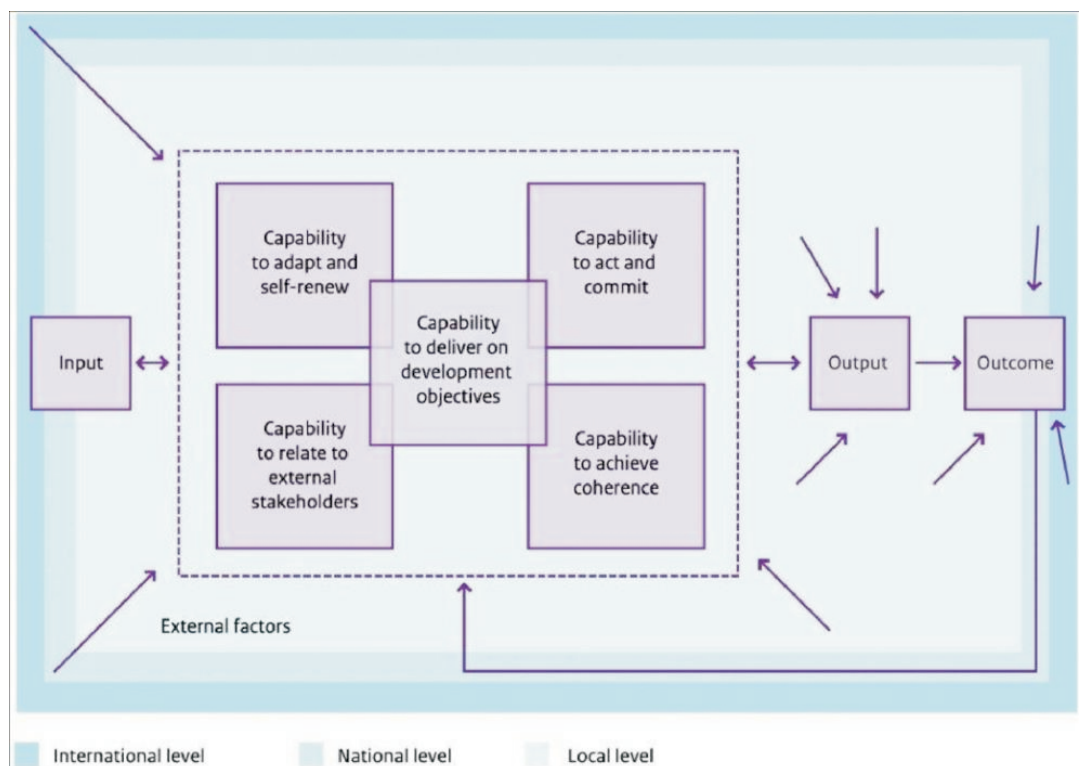 Capability
to adapt and
self-renew
Capability
to act and
commit
Capability
to deliver on
development
objectives
Input
Output
Outcome
Capability
to relate to
external
stakeholders
Capability
to achieve
coherence
External factors
International level
National level
Local level